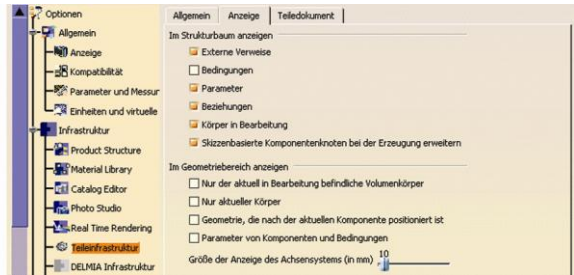 Optionen
Allgemein
Anzeige
Kompatibilität
Parameter und Messur
Einheiten und virtuelle
Infrastruktur
Product Structure
Material Library
Catalog Editor
Photo Studio
Real Time Rendering
Teileinfrastruktur
DELMIA Infrastruktur
Allgemein Anzeige Teiledokument
Im Strukturbaum anzeigen
Externe Verweise
Bedingungen
Parameter
Beziehungen
Körper in Bearbeitung
Skizzenbasierte Komponentenknoten bei der Erzeugung erweitern
Im Geometriebereich anzeigen
Nur der aktuell in Bearbeitung befindliche Volumenkörper
Nur aktueller Körper
Geometrie, die nach der aktuellen Komponente positioniert ist
Parameter von Komponenten und Bedingungen
Größe der Anzeige des Achsensystems (in mm) 10